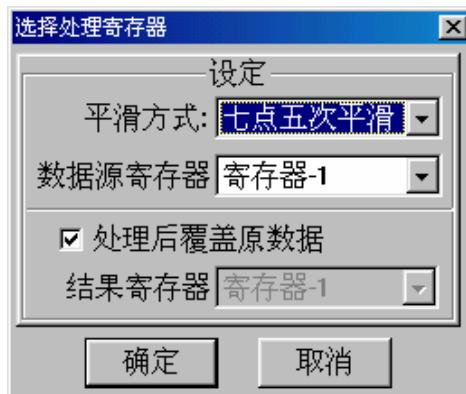 选择处理寄存器
设定
平滑方式: 七点五次平滑
数据源寄存器 寄存器-1
处理后覆盖原数据
结果寄存器 寄存器-1
确定 取消